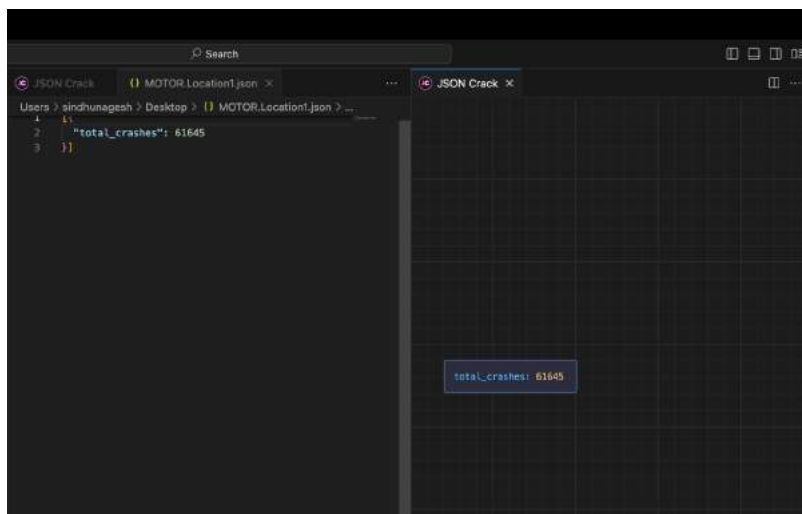 Search
JSON Crack
{} MOTOR.Location1.json ×
...
JSON Crack ×
...
Users > sindhunagesh > Desktop > {} MOTOR.Location1.json > ...
1 [{
2 "total_crashes": 61645
3 }]
total_crashes: 61645